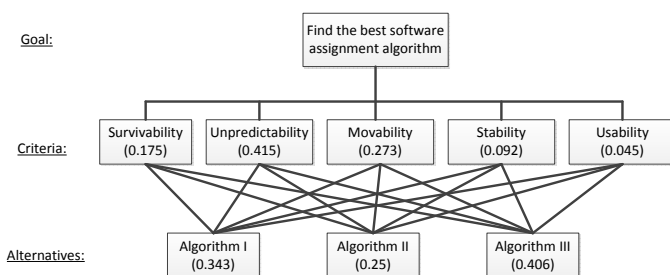 Goal:
Find the best software
assignment algorithm
Criteria:
Survivability
(0.175)
Unpredictability
(0.415)
Movability
(0.273)
Stability
(0.092)
Usability
(0.045)
Alternatives:
Algorithm I
(0.343)
Algorithm II
(0.25)
Algorithm III
(0.406)